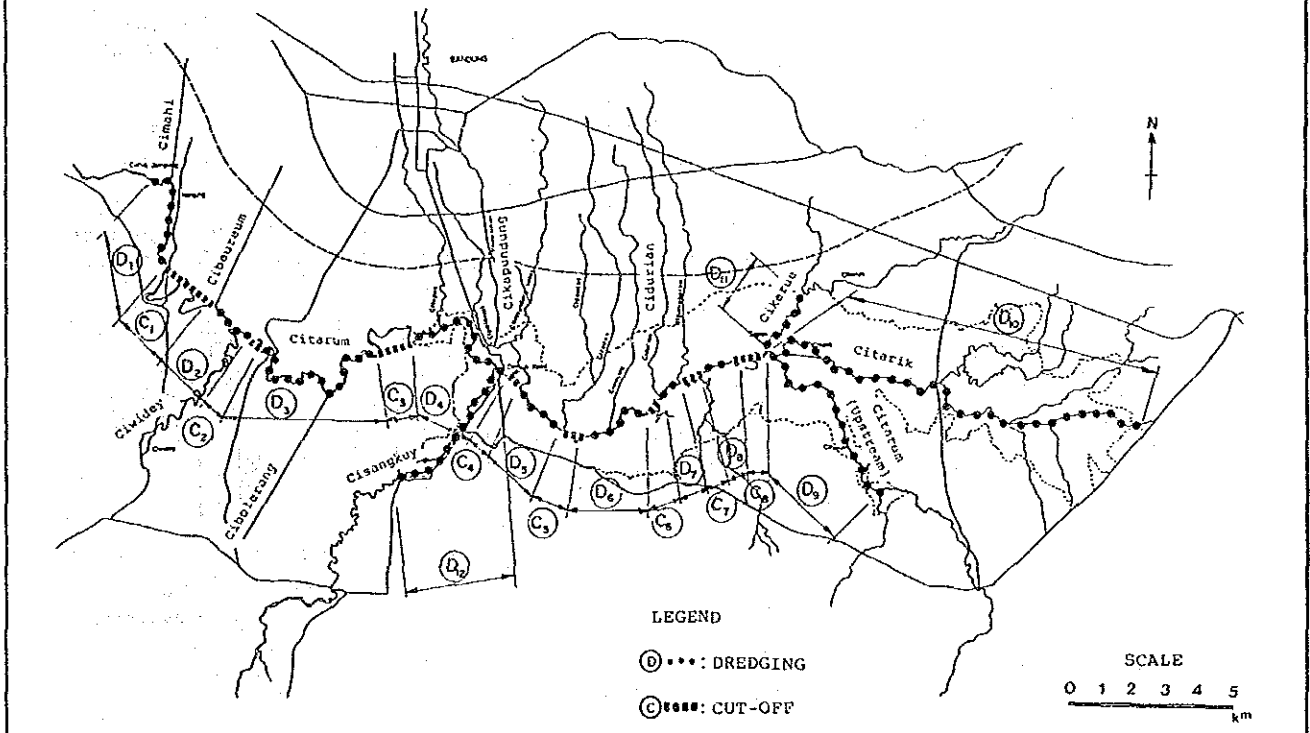 BANDUNG
N
Cimahi
Cibeureum
D1
C1
D2
Ciwidey
C2
D3
Citarum
C3
D4
Cibolerang
Cisangkuy
C4
D5
Cikapundung
Cidurian
D11
Cikeruh
D10
Citarik
Citarum
(Upstream)
C5
D6
C6
D7
C7
D8
C8
D9
D12
LEGEND
D : DREDGING
C : CUT-OFF
SCALE
0 1 2 3 4 5
km